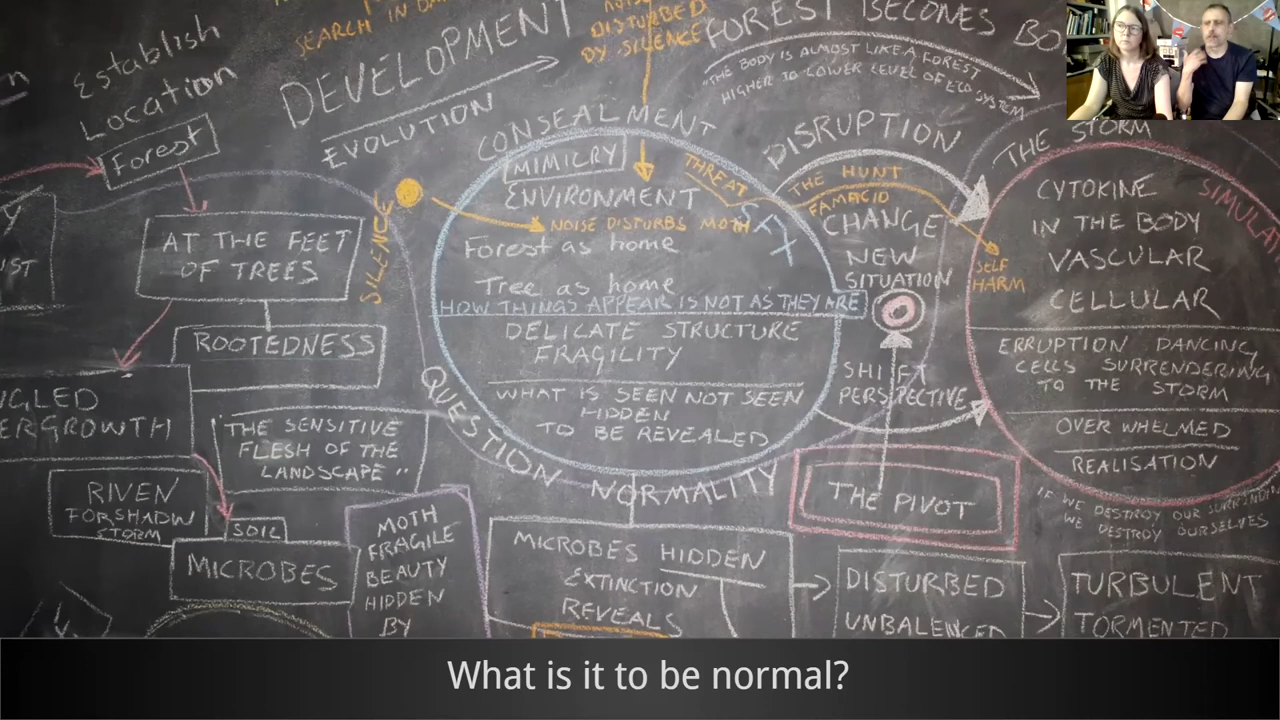 Establish
Location
Forest
SEARCH IN
DEVELOPMENT
EVOLUTION
DISTURBED
BY SILENCE
FOREST BECOMES BO
"THE BODY IS ALMOST LIKE A FOREST
HIGHER TO LOWER LEVEL OF ECO SYSTEM
CONSEALMENT
MIMICRY
ENVIRONMENT
THREAT
SILENCE
NOISE DISTURBS MOTH
Forest as home
Tree as home
HOW THINGS APPEAR IS NOT AS THEY ARE
DELICATE STRUCTURE
FRAGILITY
WHAT IS SEEN NOT SEEN
HIDDEN
TO BE REVEALED
QUESTION NORMALITY
DISRUPTION
THE HUNT
FAMACID
CHANGE
NEW
SITUATION
SELF
HARM
SHIFT
PERSPECTIVE
THE PIVOT
THE STORM
SIMULA
CYTOKINE
IN THE BODY
VASCULAR
CELLULAR
ERRUPTION DANCING
CELLS SURRENDERING
TO THE STORM
OVER WHELMED
REALISATION
IF WE DESTROY OUR
WE DESTROY OURSELVES
AT THE FEET
OF TREES
ROOTEDNESS
NGLED
ERGROWTH
"THE SENSITIVE
FLESH OF THE
LANDSCAPE"
RIVEN
FORSHADW
STORM
SOIL
MICROBES
MOTH
FRAGILE
BEAUTY
HIDDEN
BY
MICROBES HIDDEN
EXTINCTION
REVEALS
DISTURBED
UNBALENCED
TURBULENT
TORMENTED
What is it to be normal?